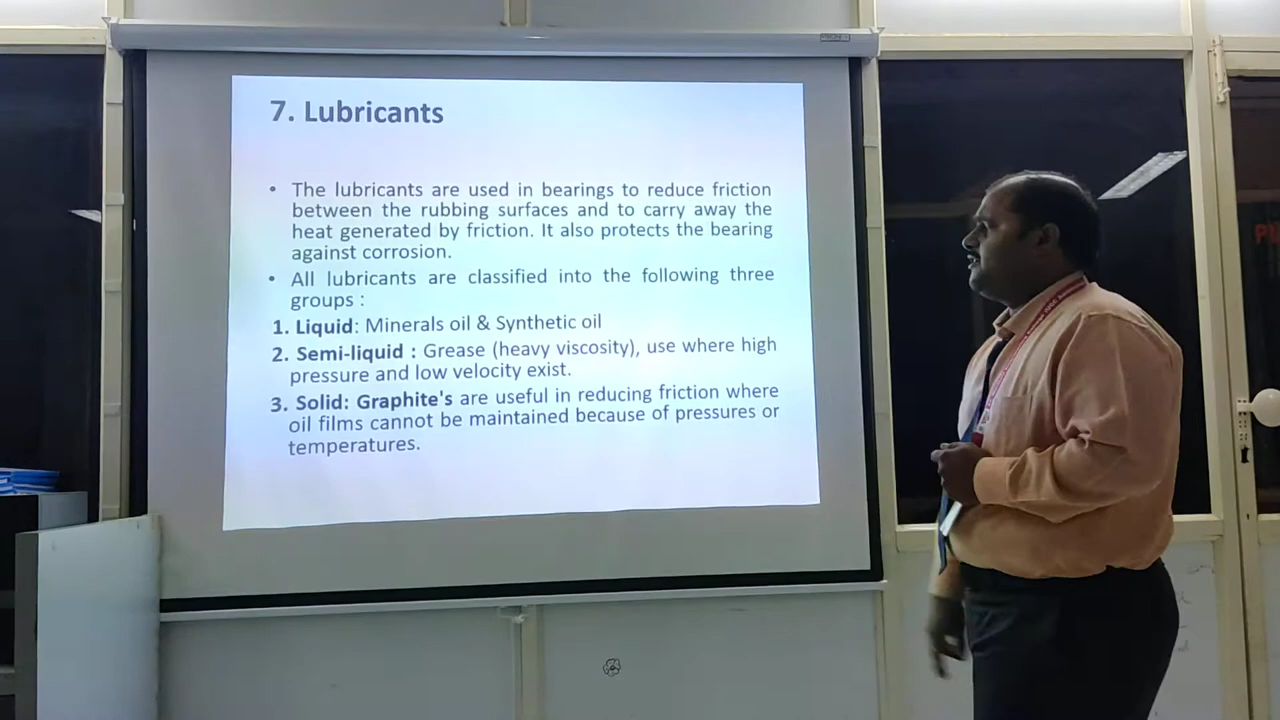 7. Lubricants
• The lubricants are used in bearings to reduce friction
between the rubbing surfaces and to carry away the
heat generated by friction. It also protects the bearing
against corrosion.
• All lubricants are classified into the following three
groups :
1. Liquid: Minerals oil & Synthetic oil
2. Semi-liquid : Grease (heavy viscosity), use where high
pressure and low velocity exist.
3. Solid: Graphite's are useful in reducing friction where
oil films cannot be maintained because of pressures or
temperatures.